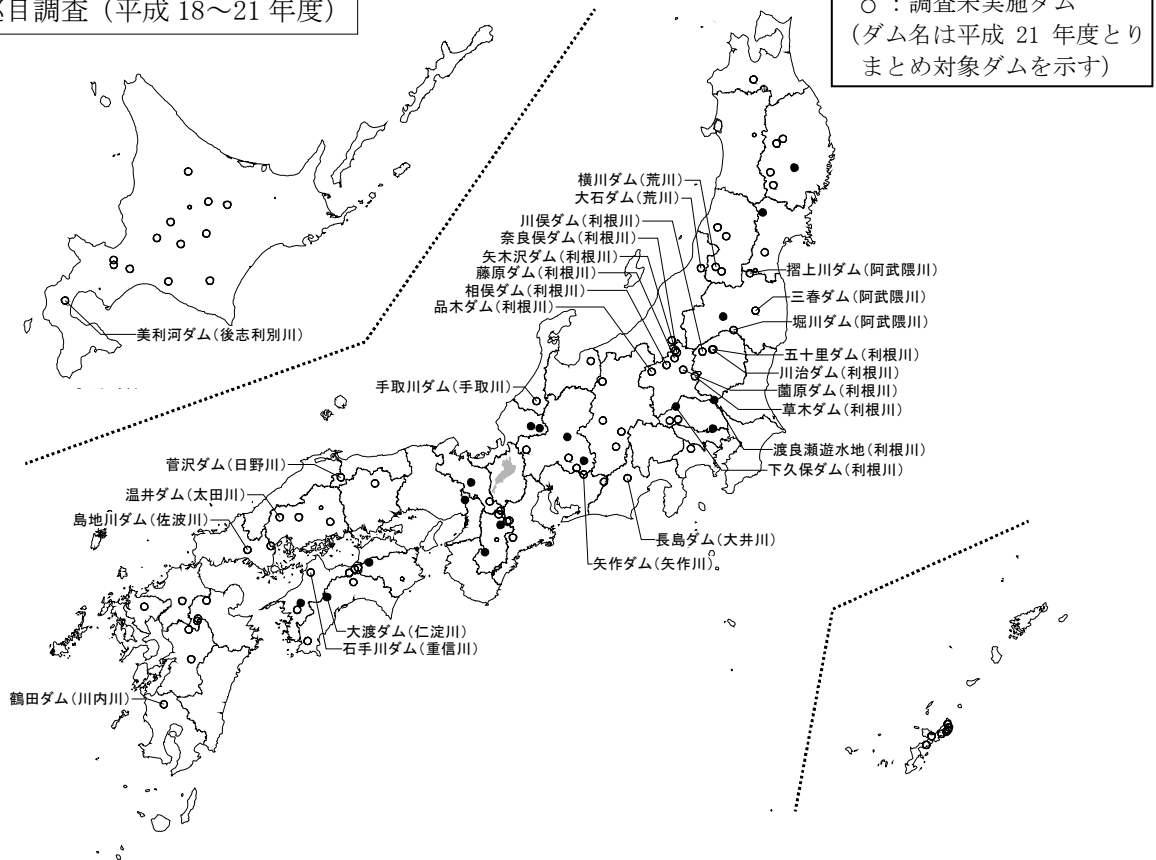 目調査（平成 18～21 年度）
○：調査未実施ダム
（ダム名は平成 21 年度とり
まとめ対象ダムを示す）
横川ダム（荒川）
大石ダム（荒川）
川俣ダム（利根川）
奈良俣ダム（利根川）
矢木沢ダム（利根川）
藤原ダム（利根川）
相俣ダム（利根川）
品木ダム（利根川）
摺上川ダム（阿武隈川）
三春ダム（阿武隈川）
堀川ダム（阿武隈川）
美利河ダム（後志利別川）
五十里ダム（利根川）
川治ダム（利根川）
薗原ダム（利根川）
草木ダム（利根川）
手取川ダム（手取川）
渡良瀬遊水地（利根川）
下久保ダム（利根川）
菅沢ダム（日野川）
温井ダム（太田川）
島地川ダム（佐波川）
長島ダム（大井川）
矢作ダム（矢作川）
大渡ダム（仁淀川）
石手川ダム（重信川）
鶴田ダム（川内川）